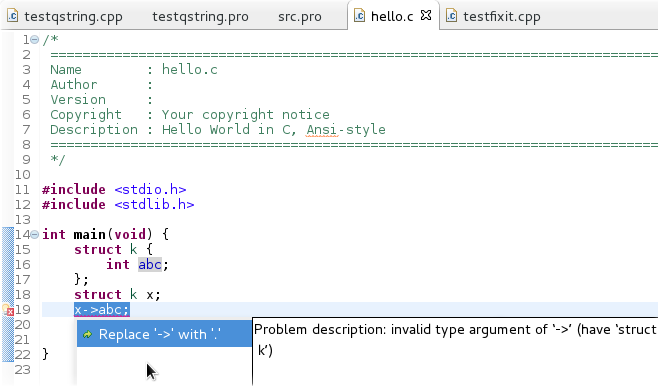 testqstring.cpp testqstring.pro src.pro hello.c testfixit.cpp
1 /*
2 ============================================================================
3 Name        : hello.c
4 Author      :
5 Version     :
6 Copyright   : Your copyright notice
7 Description : Hello World in C, Ansi-style
8 ============================================================================
9 */
10
11 #include <stdio.h>
12 #include <stdlib.h>
13
14 int main(void) {
15     struct k {
16         int abc;
17     };
18     struct k x;
19     x->abc;
20 Replace '->' with '.' Problem description: invalid type argument of ‘->’ (have ‘struct
21 k’)
22 }
23